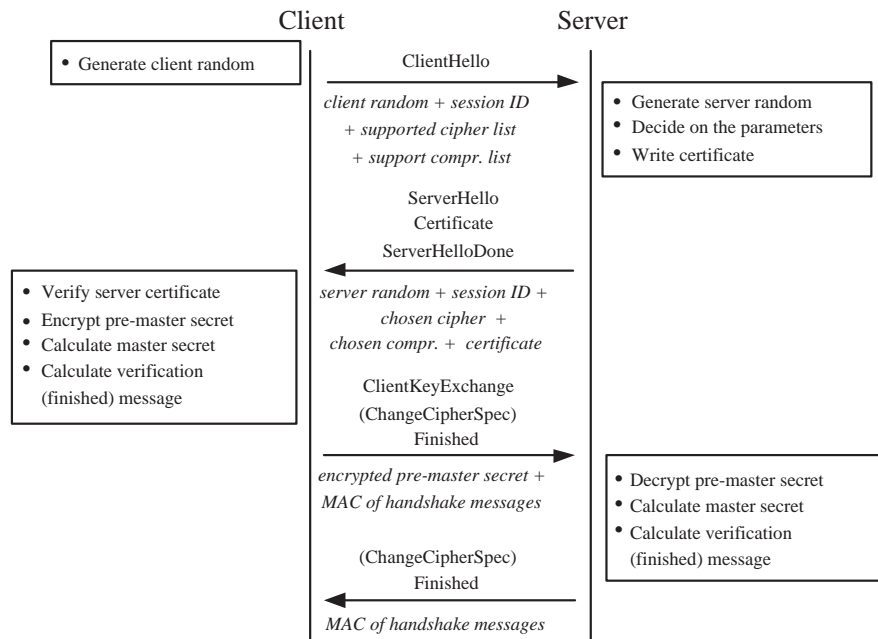 Client
Server
• Generate client random
ClientHello
client random + session ID
+ supported cipher list
+ support compr. list
• Generate server random
• Decide on the parameters
• Write certificate
ServerHello
Certificate
ServerHelloDone
server random + session ID +
chosen cipher +
chosen compr. + certificate
• Verify server certificate
• Encrypt pre-master secret
• Calculate master secret
• Calculate verification
(finished) message
ClientKeyExchange
(ChangeCipherSpec)
Finished
encrypted pre-master secret +
MAC of handshake messages
• Decrypt pre-master secret
• Calculate master secret
• Calculate verification
(finished) message
(ChangeCipherSpec)
Finished
MAC of handshake messages